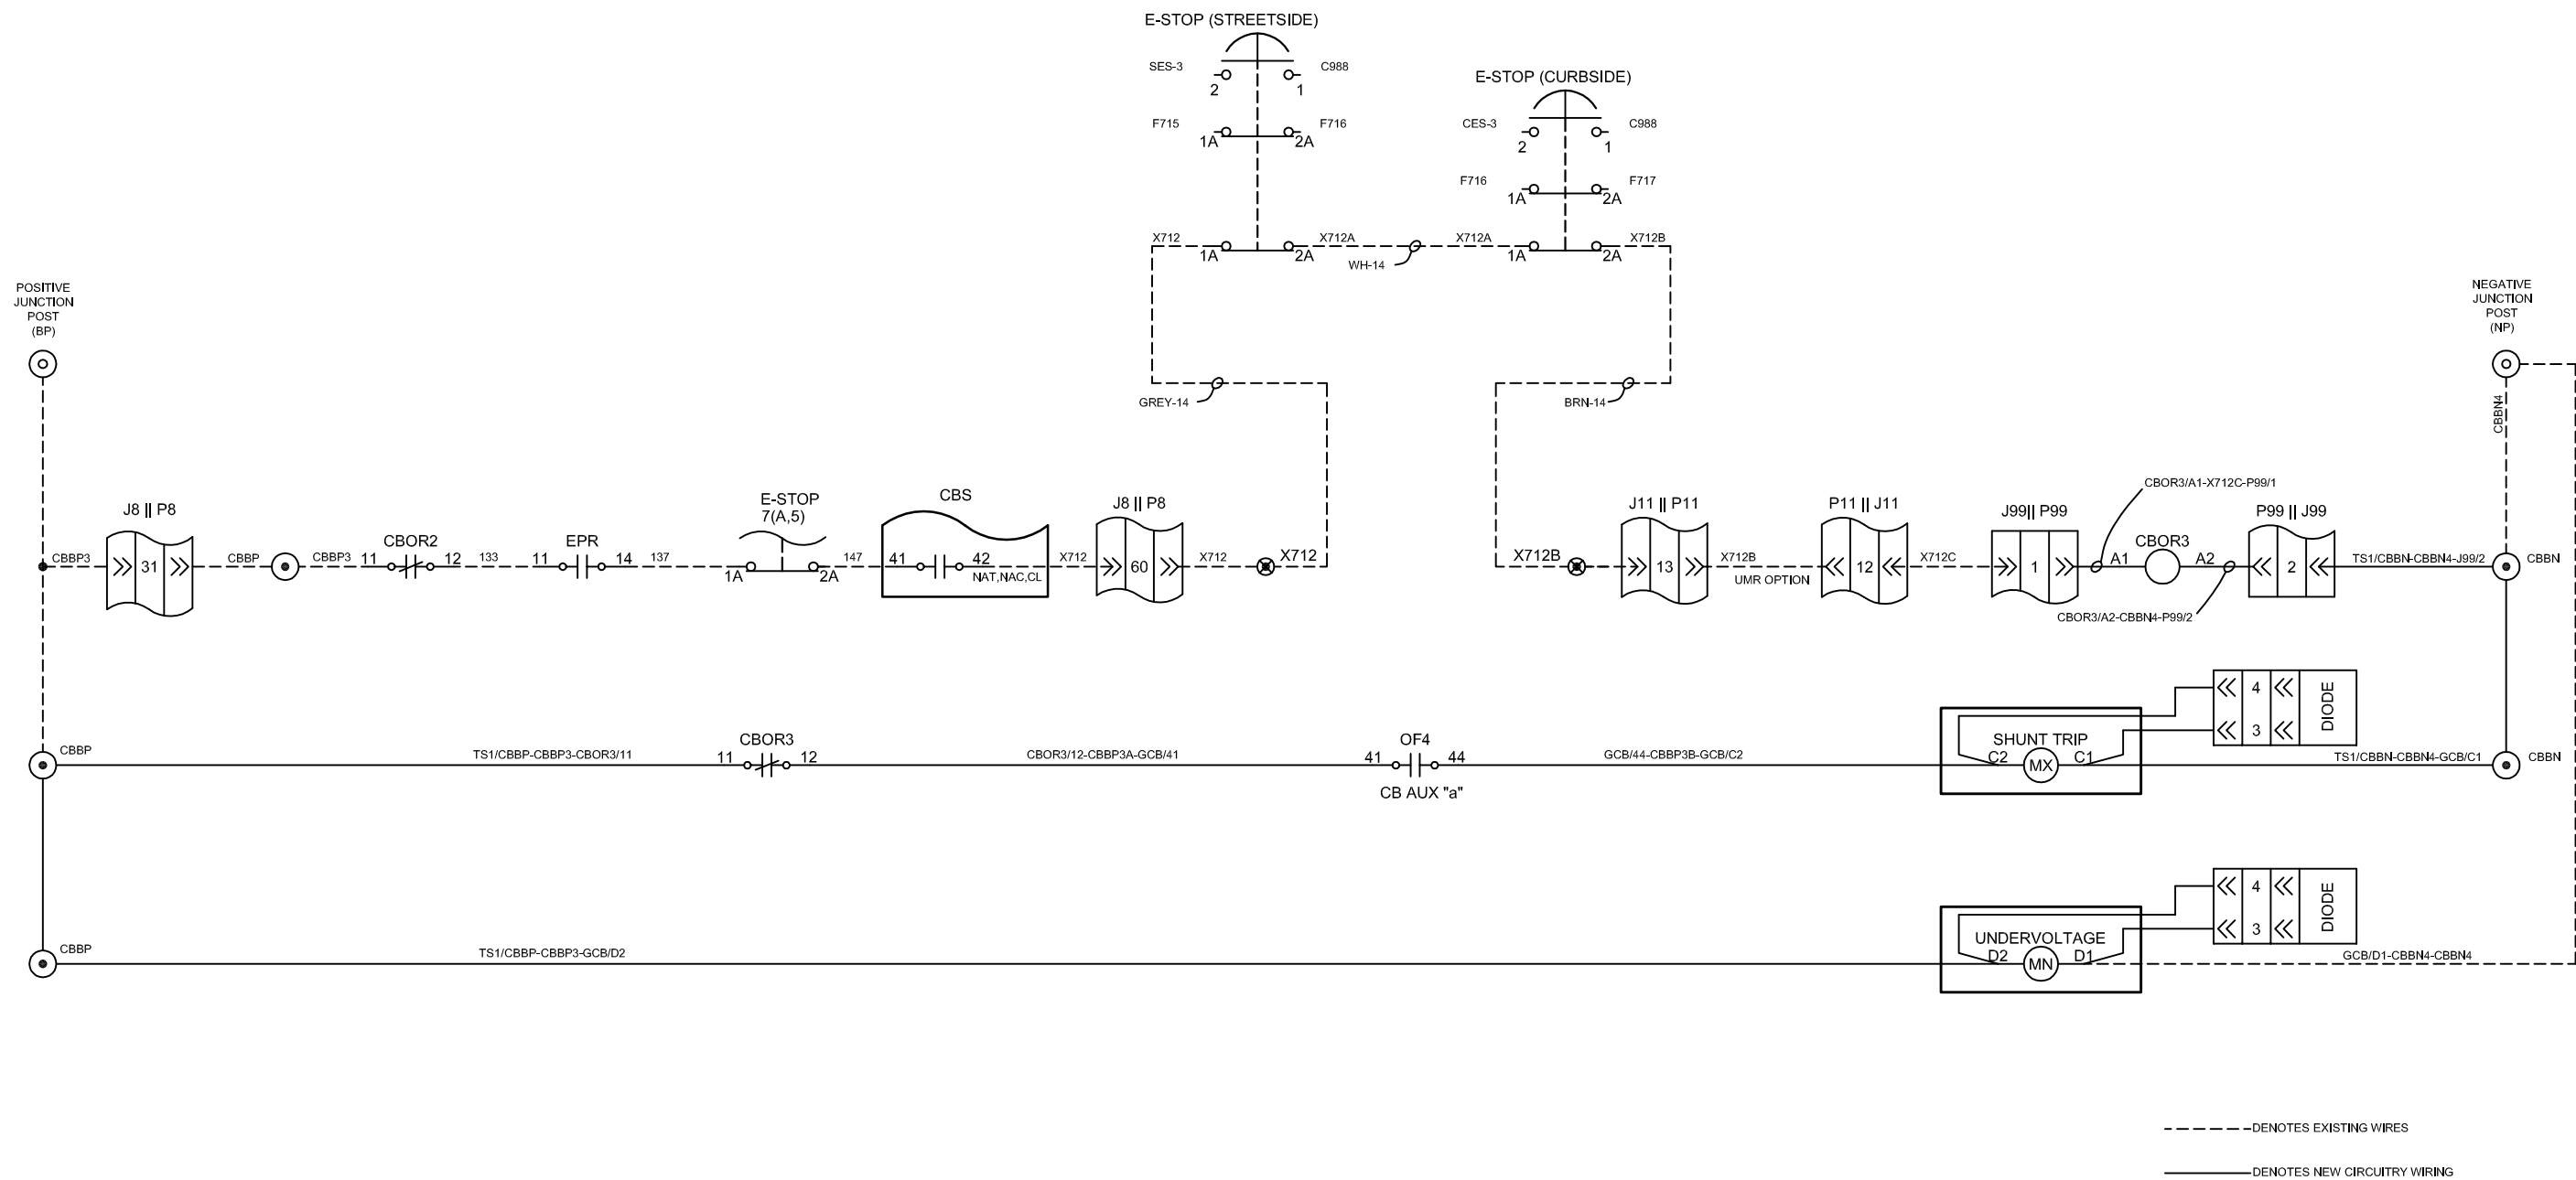 E-STOP (STREETSIDE)
SES-3
C988
2
1
F715
F716
1A
2A
X712
X712A
1A
2A
E-STOP (CURBSIDE)
CES-3
C988
2
1
F716
F717
1A
2A
X712A
X712B
1A
2A
WH-14
GREY-14
BRN-14
POSITIVE
JUNCTION
POST
(BP)
NEGATIVE
JUNCTION
POST
(NP)
CBBN4
CBBP3
J8 || P8
31
CBBP
CBBP3
CBOR2
11
12
133
EPR
11
14
137
E-STOP
7(A,5)
1A
2A
147
CBS
41
42
NAT,NAC,CL
X712
J8 || P8
60
X712
X712
X712B
J11 || P11
13
X712B
UMR OPTION
P11 || J11
12
X712C
J99|| P99
1
CBOR3/A1-X712C-P99/1
A1
CBOR3
A2
CBOR3/A2-CBBN4-P99/2
P99 || J99
2
TS1/CBBN-CBBN4-J99/2
CBBN
CBBP
TS1/CBBP-CBBP3-CBOR3/11
CBOR3
11
12
CBOR3/12-CBBP3A-GCB/41
OF4
41
44
CB AUX "a"
GCB/44-CBBP3B-GCB/C2
SHUNT TRIP
C2
MX
C1
4
3
DIODE
TS1/CBBN-CBBN4-GCB/C1
CBBN
CBBP
TS1/CBBP-CBBP3-GCB/D2
UNDERVOLTAGE
D2
MN
D1
4
3
DIODE
GCB/D1-CBBN4-CBBN4
DENOTES EXISTING WIRES
DENOTES NEW CIRCUITRY WIRING